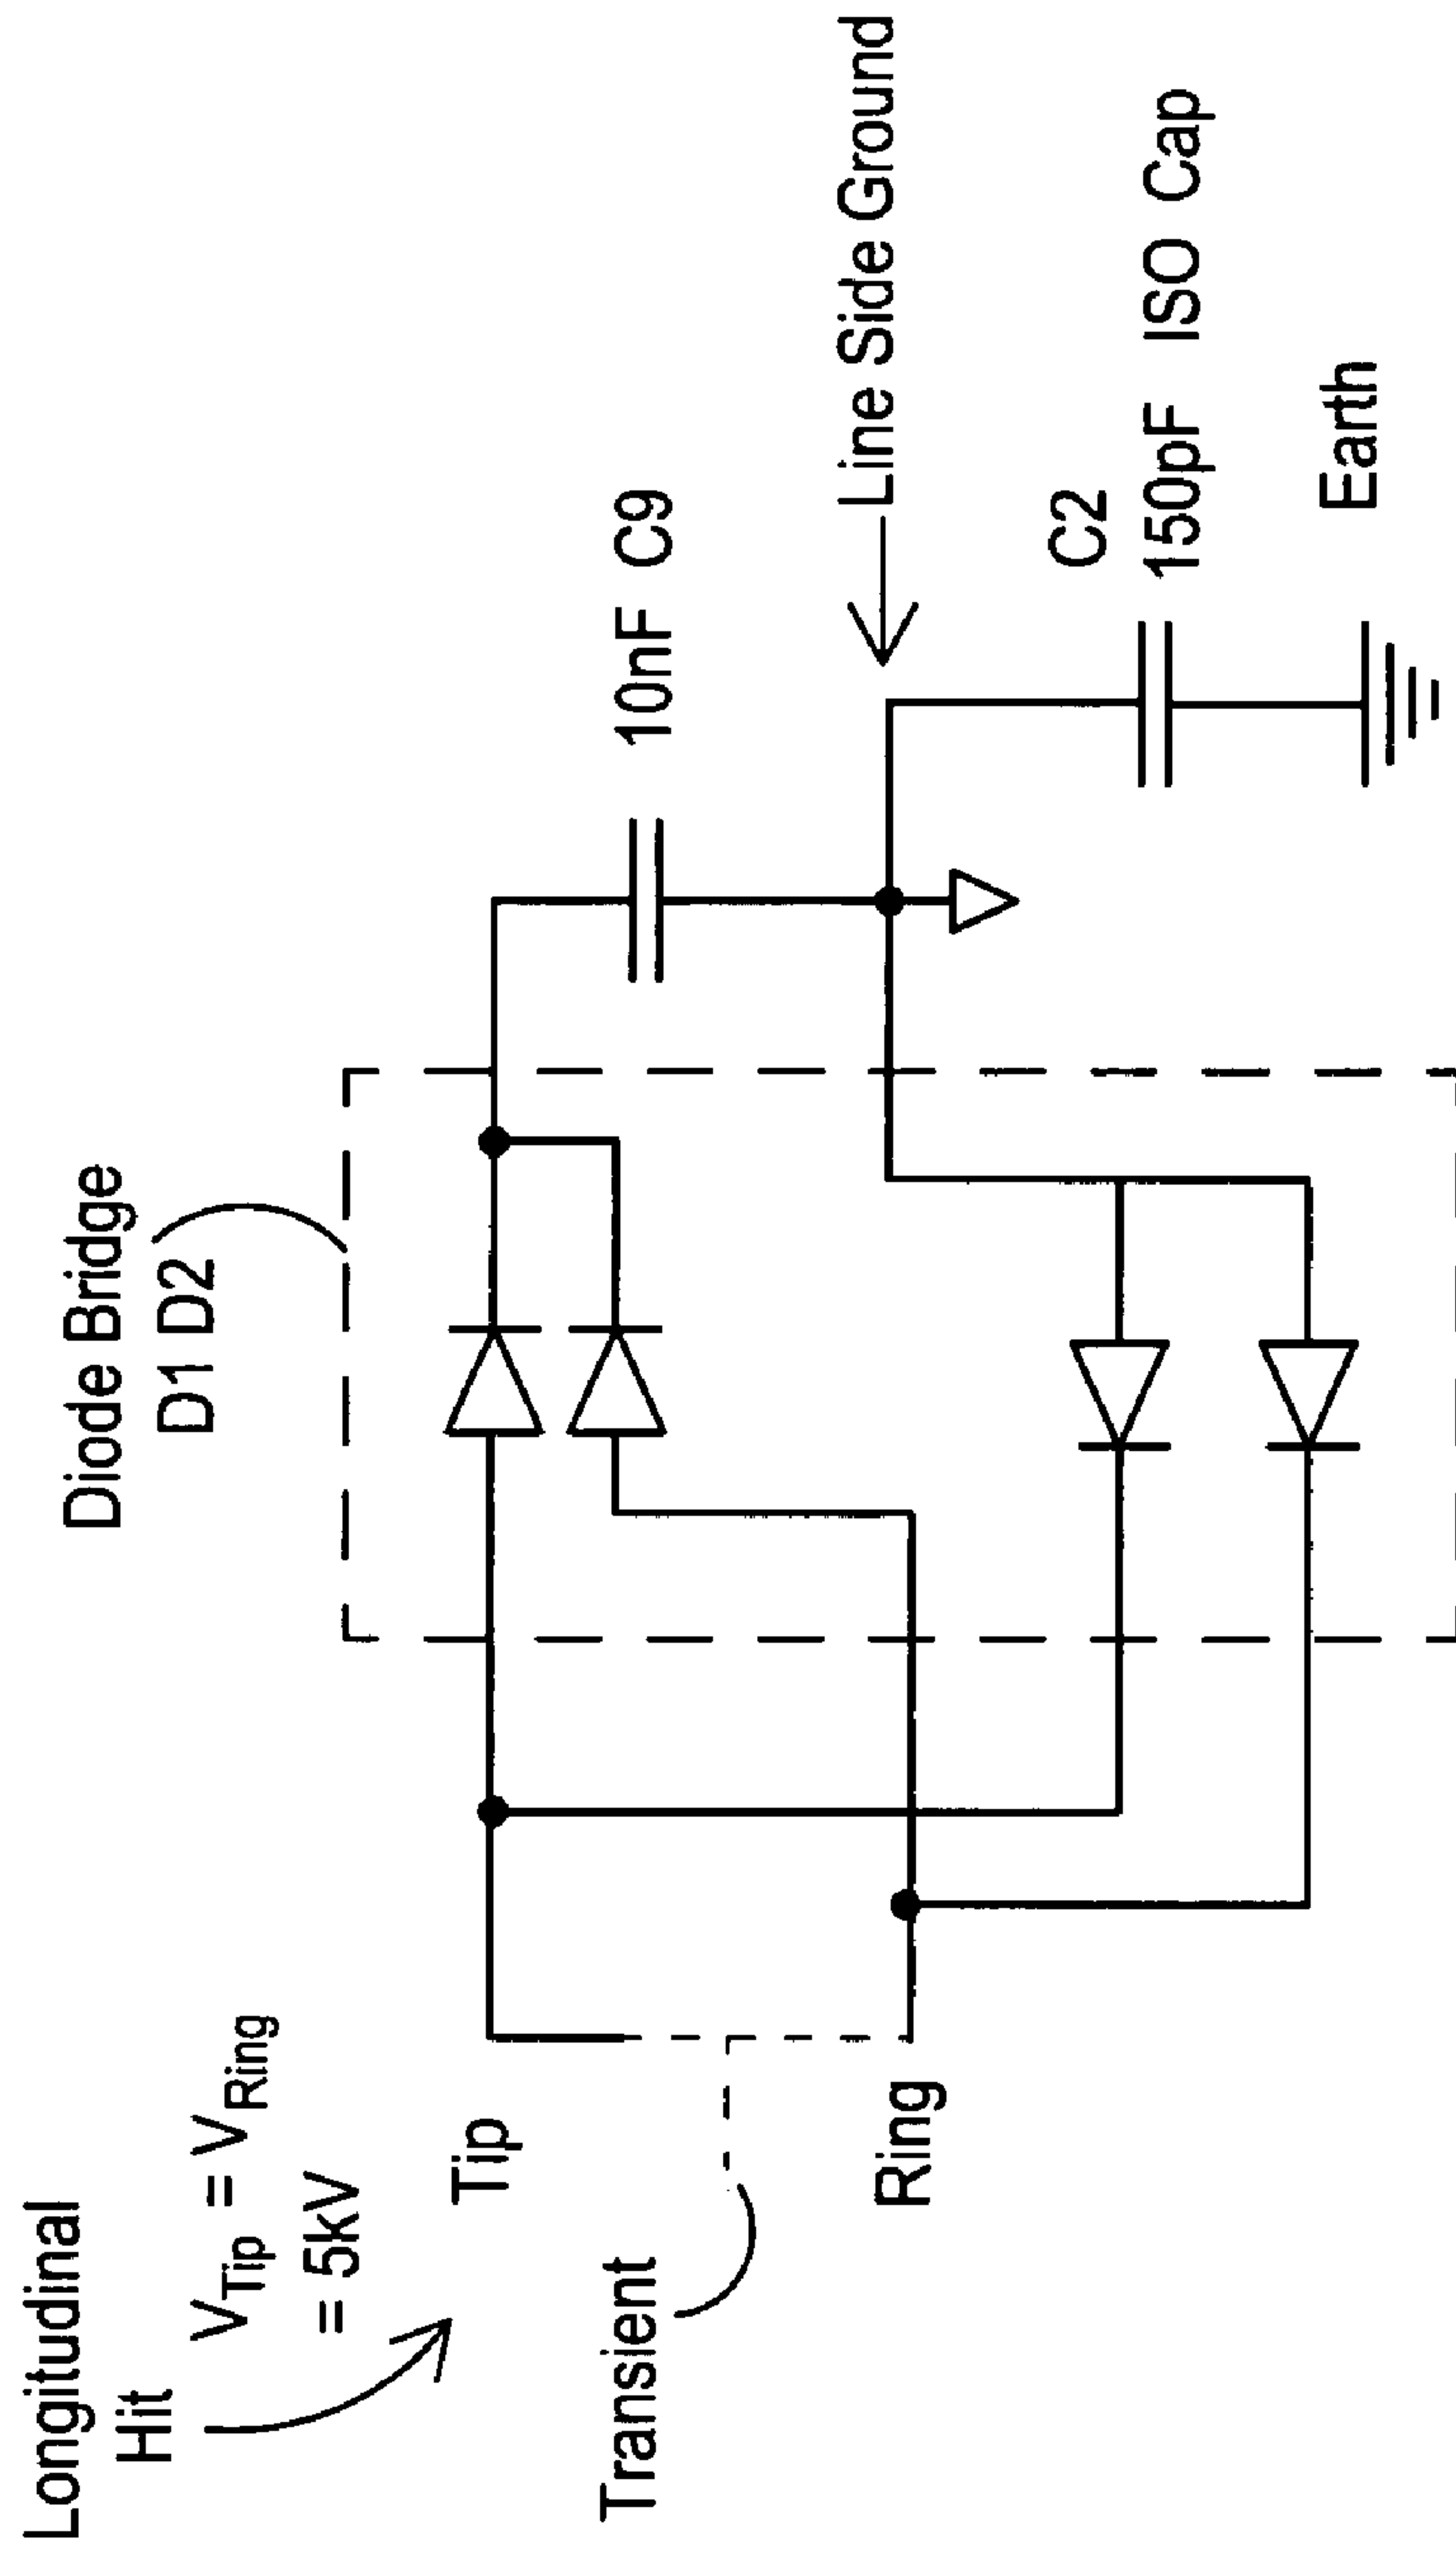 Longitudinal
Hit
V_Tip = V_Ring
= 5kV
Tip
Transient
Ring
Diode Bridge
D1 D2
10nF C9
Line Side Ground
C2
150pF ISO Cap
Earth